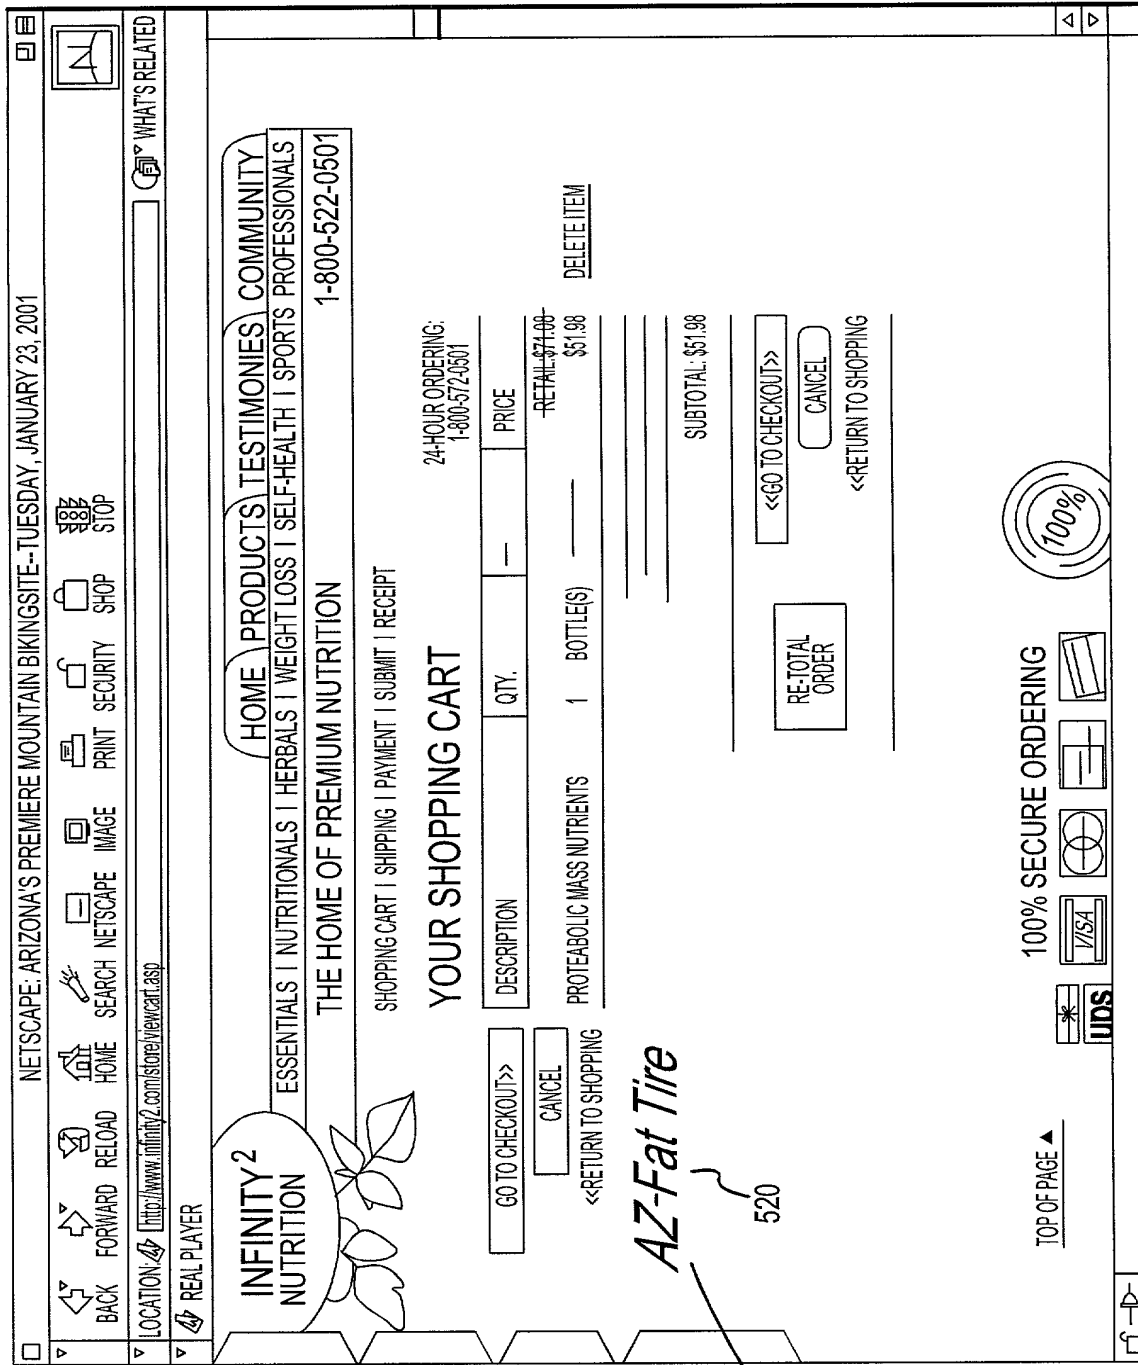 NETSCAPE: ARIZONA'S PREMIERE MOUNTAIN BIKINGSITE--TUESDAY, JANUARY 23, 2001
BACK FORWARD RELOAD HOME SEARCH NETSCAPE IMAGE PRINT SECURITY SHOP STOP
N
LOCATION: http://www.infinity2.com/store/viewcart.asp WHAT'S RELATED
REAL PLAYER
INFINITY²
NUTRITION
HOME PRODUCTS TESTIMONIES COMMUNITY
ESSENTIALS I NUTRITIONALS I HERBALS I WEIGHT LOSS I SELF-HEALTH I SPORTS PROFESSIONALS
THE HOME OF PREMIUM NUTRITION 1-800-522-0501
SHOPPING CART I SHIPPING I PAYMENT I SUBMIT I RECEIPT
24-HOUR ORDERING:
1-800-572-0501
YOUR SHOPPING CART
GO TO CHECKOUT>>
CANCEL
<<RETURN TO SHOPPING
DESCRIPTION QTY. — PRICE
RETAIL:$71.08
PROTEABOLIC MASS NUTRIENTS 1 BOTTLE(S) $51.98 DELETE ITEM
SUBTOTAL: $51.98
AZ-Fat Tire
520
RE-TOTAL
ORDER
<<GO TO CHECKOUT>>
CANCEL
<<RETURN TO SHOPPING
TOP OF PAGE ▲
100% SECURE ORDERING
100%
VISA
UDS